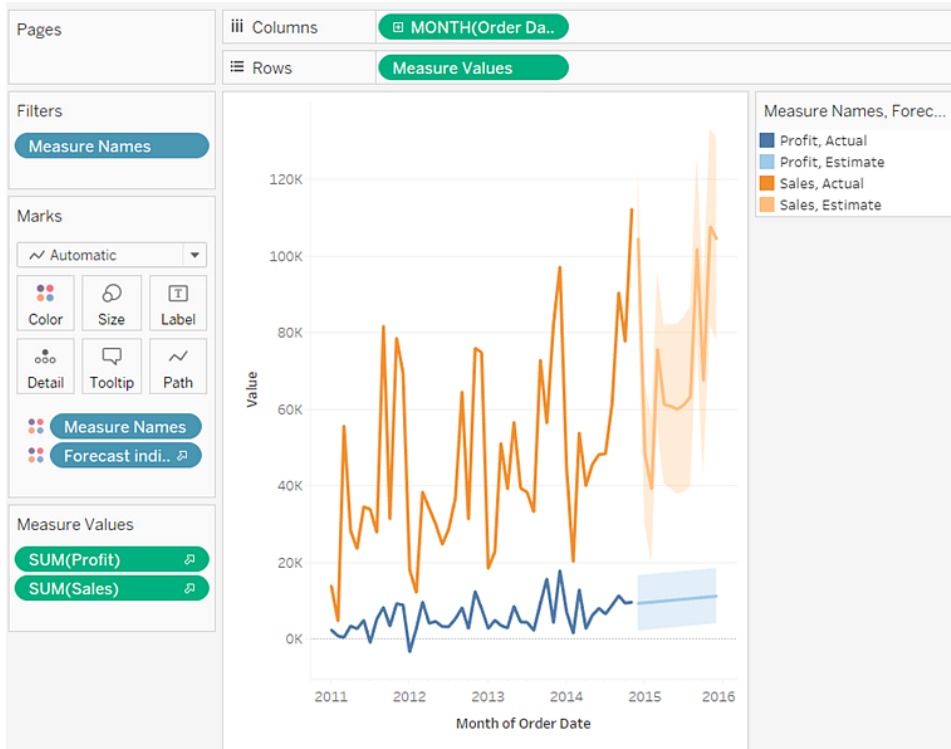 Pages
Columns
MONTH(Order Da..
Rows
Measure Values
Filters
Measure Names
Marks
Automatic
Color
Size
Label
Detail
Tooltip
Path
Measure Names
Forecast indi..
Measure Values
SUM(Profit)
SUM(Sales)
120K
100K
80K
60K
40K
20K
0K
Value
2011
2012
2013
2014
2015
2016
Month of Order Date
Measure Names, Forec...
Profit, Actual
Profit, Estimate
Sales, Actual
Sales, Estimate